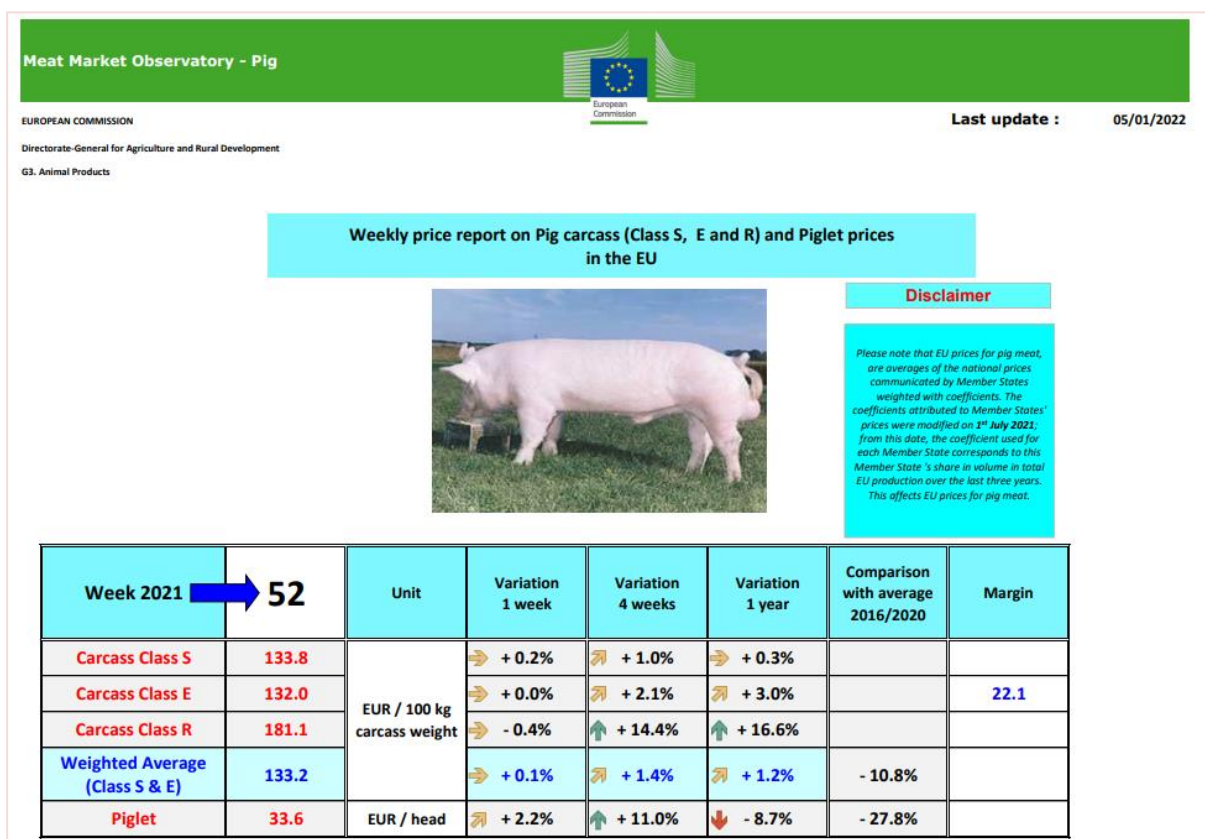 Meat Market Observatory - Pig
European
Commission
EUROPEAN COMMISSION
Last update : 05/01/2022
Directorate-General for Agriculture and Rural Development
G3. Animal Products
Weekly price report on Pig carcass (Class S, E and R) and Piglet prices
in the EU
Disclaimer
Please note that EU prices for pig meat,
are averages of the national prices
communicated by Member States
weighted with coefficients. The
coefficients attributed to Member States'
prices were modified on 1st July 2021;
from this date, the coefficient used for
each Member State corresponds to this
Member State 's share in volume in total
EU production over the last three years.
This affects EU prices for pig meat.
Week 2021 52 Unit Variation 1 week Variation 4 weeks Variation 1 year Comparison with average 2016/2020 Margin
Carcass Class S 133.8 EUR / 100 kg carcass weight + 0.2% + 1.0% + 0.3%
Carcass Class E 132.0 + 0.0% + 2.1% + 3.0% 22.1
Carcass Class R 181.1 - 0.4% + 14.4% + 16.6%
Weighted Average (Class S & E) 133.2 + 0.1% + 1.4% + 1.2% - 10.8%
Piglet 33.6 EUR / head + 2.2% + 11.0% - 8.7% - 27.8%